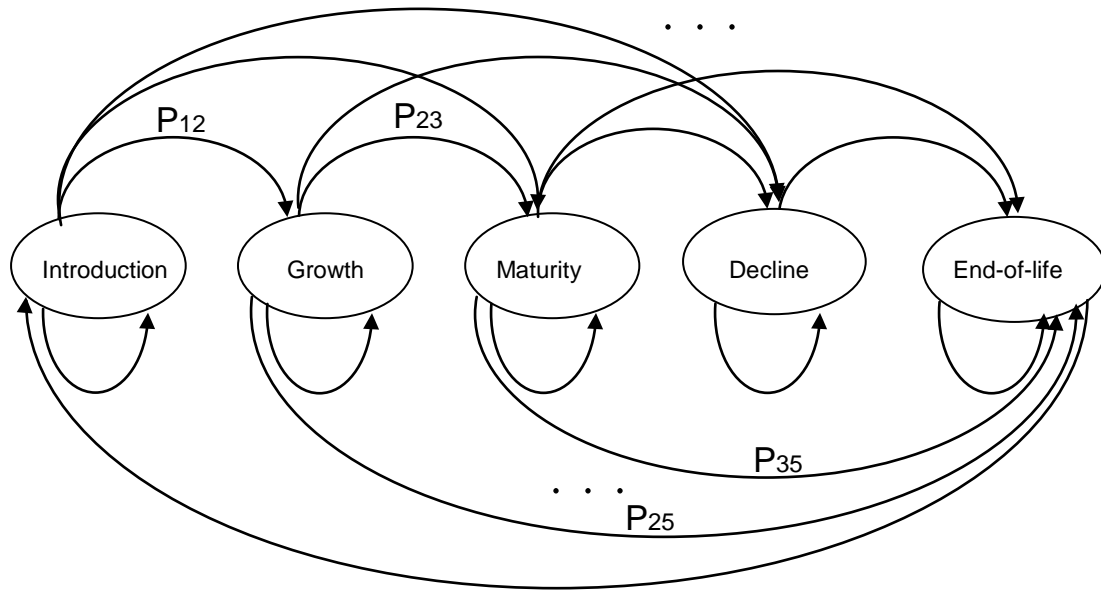 . . .
P12
P23
Introduction
Growth
Maturity
Decline
End-of-life
P35
. . .
P25